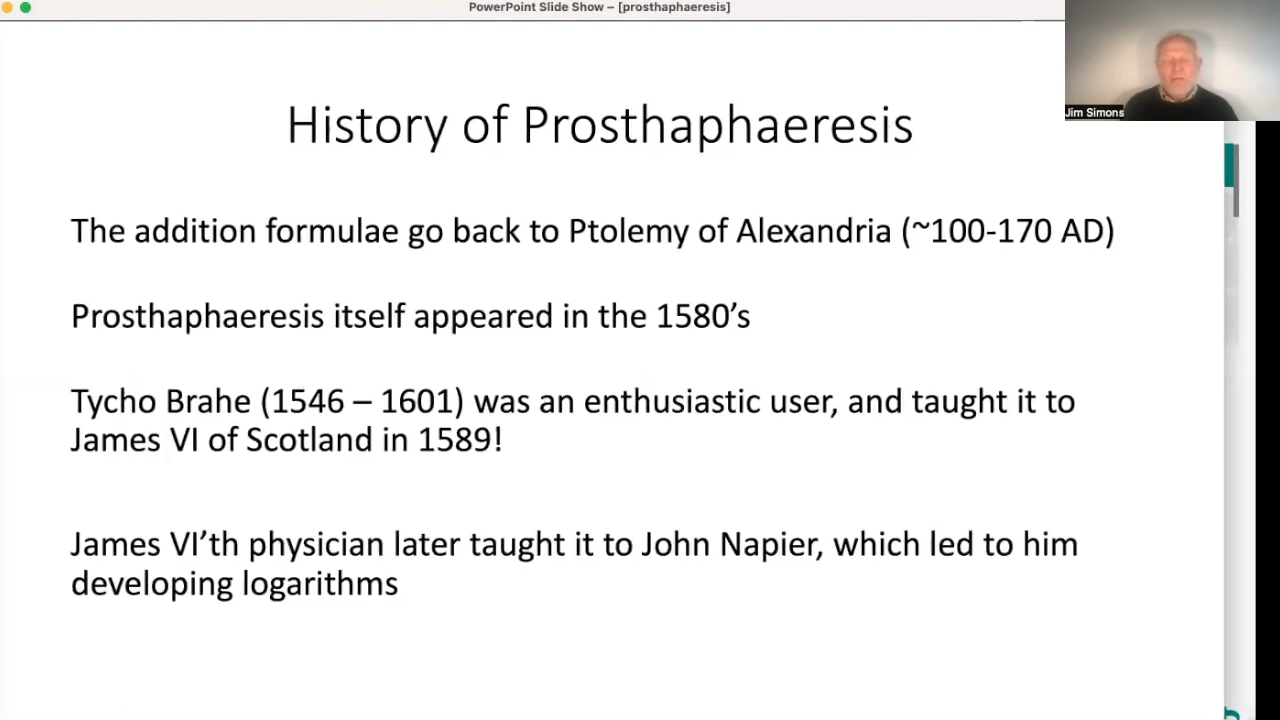 PowerPoint Slide Show – [prosthaphaeresis]
Jim Simons
History of Prosthaphaeresis
The addition formulae go back to Ptolemy of Alexandria (~100-170 AD)
Prosthaphaeresis itself appeared in the 1580’s
Tycho Brahe (1546 – 1601) was an enthusiastic user, and taught it to
James VI of Scotland in 1589!
James VI’th physician later taught it to John Napier, which led to him
developing logarithms